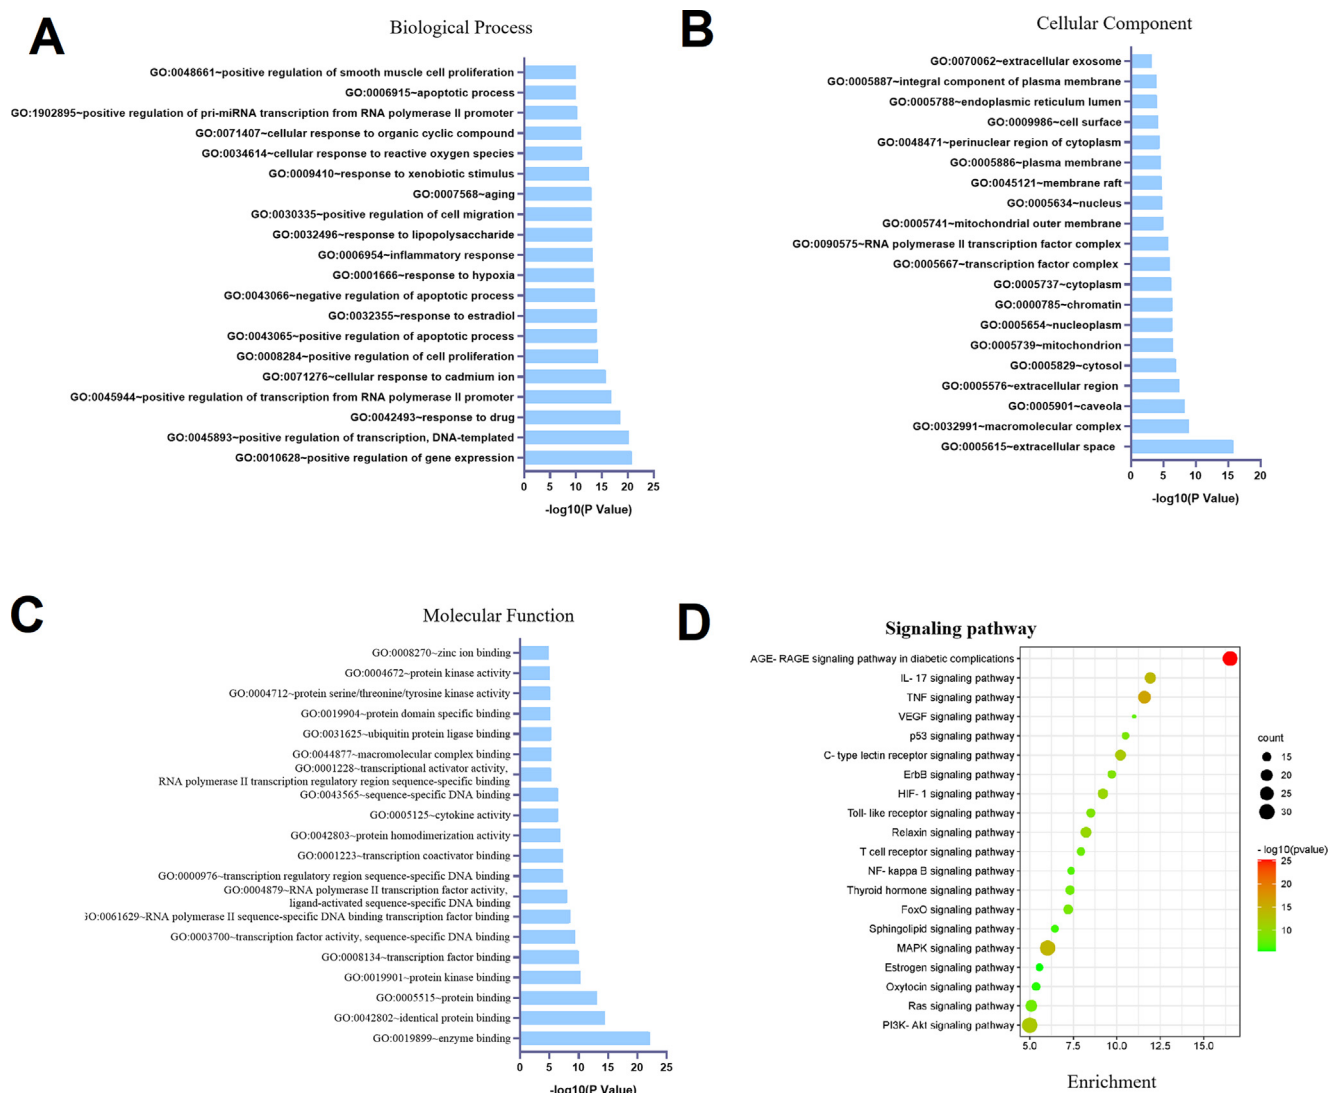 A
Biological Process
GO:0048661~positive regulation of smooth muscle cell proliferation
GO:0006915~apoptotic process
GO:1902895~positive regulation of pri-miRNA transcription from RNA polymerase II promoter
GO:0071407~cellular response to organic cyclic compound
GO:0034614~cellular response to reactive oxygen species
GO:0009410~response to xenobiotic stimulus
GO:0007568~aging
GO:0030335~positive regulation of cell migration
GO:0032496~response to lipopolysaccharide
GO:0006954~inflammatory response
GO:0001666~response to hypoxia
GO:0043066~negative regulation of apoptotic process
GO:0032355~response to estradiol
GO:0043065~positive regulation of apoptotic process
GO:0008284~positive regulation of cell proliferation
GO:0071276~cellular response to cadmium ion
GO:0045944~positive regulation of transcription from RNA polymerase II promoter
GO:0042493~response to drug
GO:0045893~positive regulation of transcription, DNA-templated
GO:0010628~positive regulation of gene expression
0 5 10 15 20 25
-log10(P Value)
B
Cellular Component
GO:0070062~extracellular exosome
GO:0005887~integral component of plasma membrane
GO:0005788~endoplasmic reticulum lumen
GO:0009986~cell surface
GO:0048471~perinuclear region of cytoplasm
GO:0005886~plasma membrane
GO:0045121~membrane raft
GO:0005634~nucleus
GO:0005741~mitochondrial outer membrane
GO:0090575~RNA polymerase II transcription factor complex
GO:0005667~transcription factor complex
GO:0005737~cytoplasm
GO:0000785~chromatin
GO:0005654~nucleoplasm
GO:0005739~mitochondrion
GO:0005829~cytosol
GO:0005576~extracellular region
GO:0005901~caveola
GO:0032991~macromolecular complex
GO:0005615~extracellular space
0 5 10 15 20
-log10(P Value)
C
Molecular Function
GO:0008270~zinc ion binding
GO:0004672~protein kinase activity
GO:0004712~protein serine/threonine/tyrosine kinase activity
GO:0019904~protein domain specific binding
GO:0031625~ubiquitin protein ligase binding
GO:0044877~macromolecular complex binding
GO:0001228~transcriptional activator activity,
RNA polymerase II transcription regulatory region sequence-specific binding
GO:0043565~sequence-specific DNA binding
GO:0005125~cytokine activity
GO:0042803~protein homodimerization activity
GO:0001223~transcription coactivator binding
GO:0000976~transcription regulatory region sequence-specific DNA binding
GO:0004879~RNA polymerase II transcription factor activity,
ligand-activated sequence-specific DNA binding
GO:0061629~RNA polymerase II sequence-specific DNA binding transcription factor binding
GO:0003700~transcription factor activity, sequence-specific DNA binding
GO:0008134~transcription factor binding
GO:0019901~protein kinase binding
GO:0005515~protein binding
GO:0042802~identical protein binding
GO:0019899~enzyme binding
0 5 10 15 20 25
-log10(P Value)
D
Signaling pathway
AGE- RAGE signaling pathway in diabetic complications
IL- 17 signaling pathway
TNF signaling pathway
VEGF signaling pathway
p53 signaling pathway
C- type lectin receptor signaling pathway
ErbB signaling pathway
HIF- 1 signaling pathway
Toll- like receptor signaling pathway
Relaxin signaling pathway
T cell receptor signaling pathway
NF- kappa B signaling pathway
Thyroid hormone signaling pathway
FoxO signaling pathway
Sphingolipid signaling pathway
MAPK signaling pathway
Estrogen signaling pathway
Oxytocin signaling pathway
Ras signaling pathway
PI3K- Akt signaling pathway
5.0 7.5 10.0 12.5 15.0
Enrichment
count
15
20
25
30
- log10(pvalue)
25
20
15
10